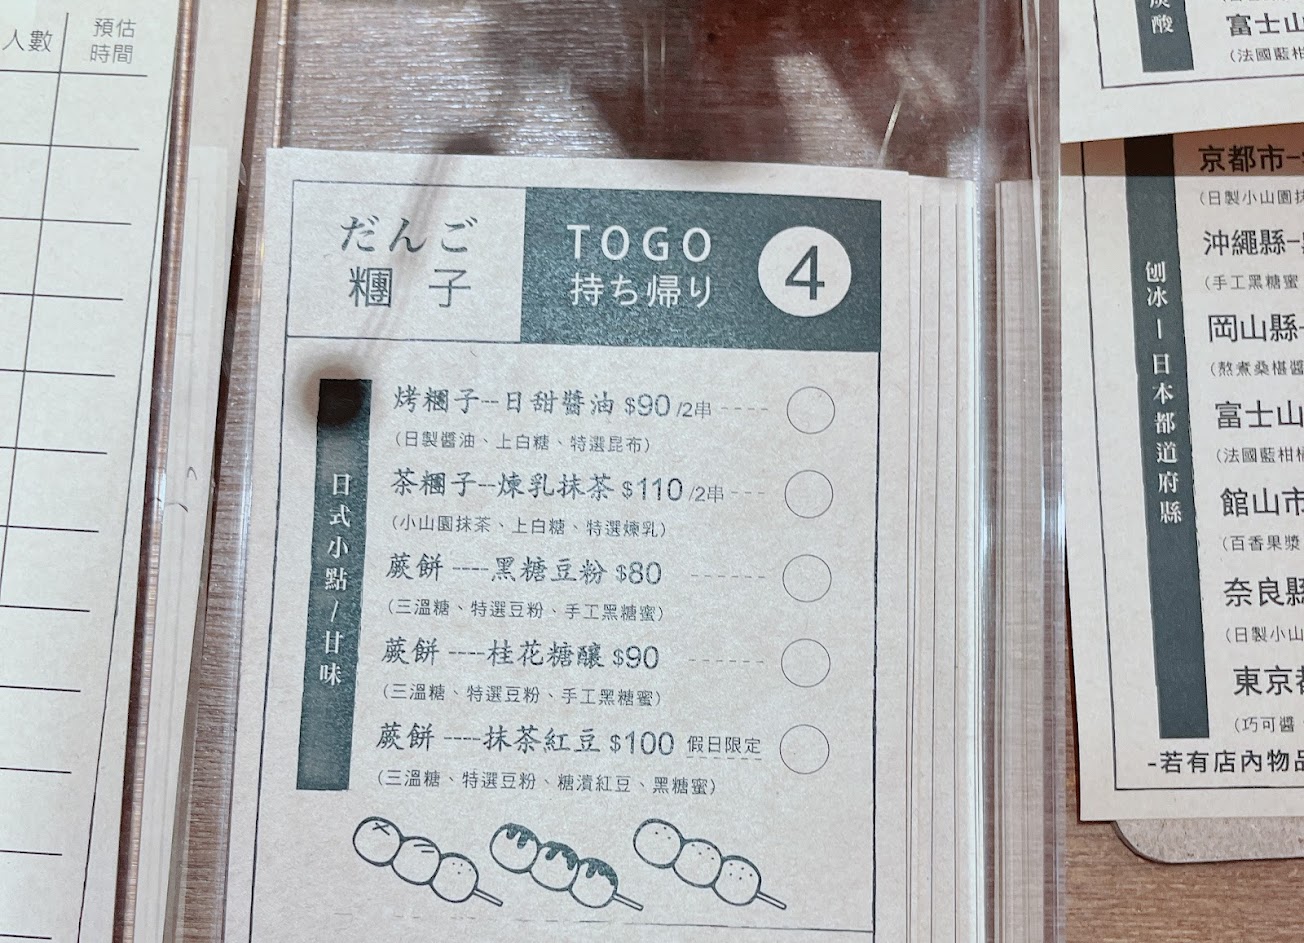 人數
預估
時間
だんご
糰 子
TOGO
持ち帰り
4
日式小點/甘味
烤糰子--日甜醬油 $90 /2串 ----
(日製醬油、上白糖、特選昆布)
茶糰子--煉乳抹茶 $110 /2串 ---
(小山園抹茶、上白糖、特選煉乳)
蕨餅 ----黑糖豆粉 $80 ------
(三溫糖、特選豆粉、手工黑糖蜜)
蕨餅 ----桂花糖釀 $90 ------
(三溫糖、特選豆粉、手工黑糖蜜)
蕨餅 ----抹茶紅豆 $100 假日限定
(三溫糖、特選豆粉、糖漬紅豆、黑糖蜜)
酸
富士山
(法國藍柑
刨冰－日本都道府縣
京都市-
(日製小山園抹
沖繩縣-
(手工黑糖蜜
岡山縣-
(熬煮桑椹醬
富士山
(法國藍柑橘
館山市
(百香果漿
奈良縣
(日製小山
東京都
(巧可醬
-若有店內物品